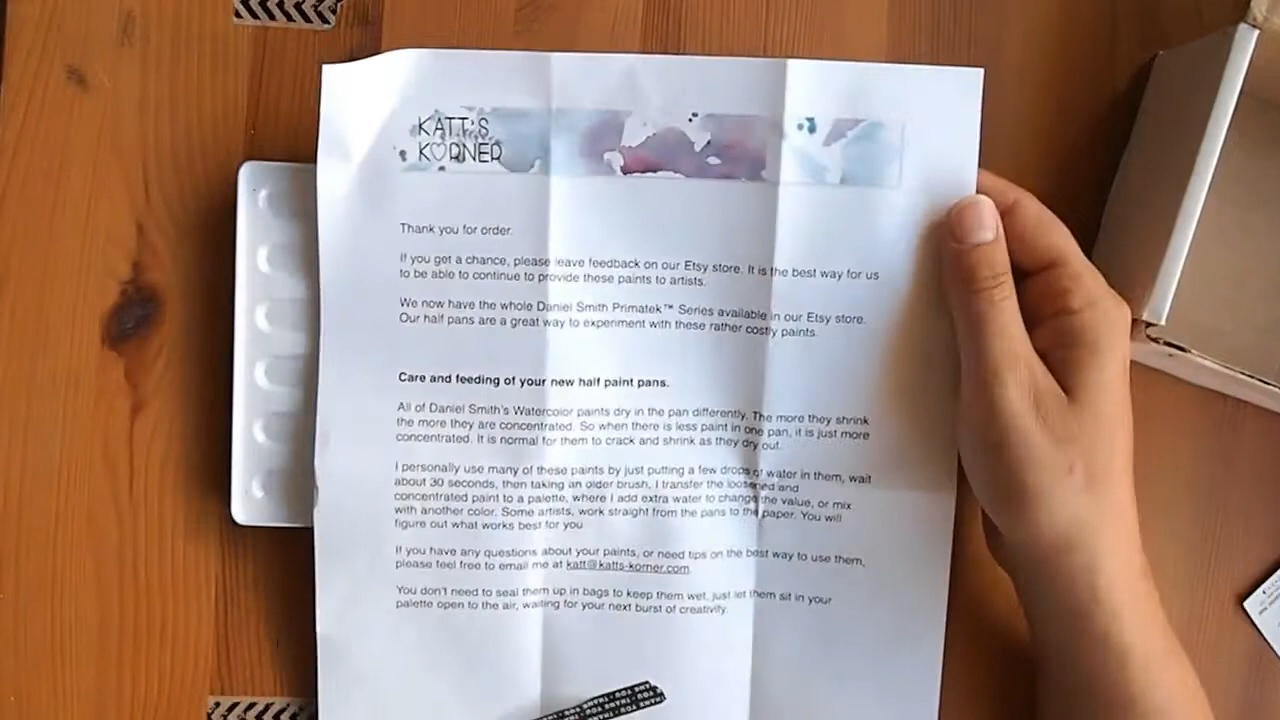 KATT'S
KORNER
Thank you for order.
If you get a chance, please leave feedback on our Etsy store. It is the best way for us
to be able to continue to provide these paints to artists.
We now have the whole Daniel Smith Primatek™ Series available in our Etsy store.
Our half pans are a great way to experiment with these rather costly paints.
Care and feeding of your new half paint pans.
All of Daniel Smith's Watercolor paints dry in the pan differently. The more they shrink
the more they are concentrated. So when there is less paint in one pan, it is just more
concentrated. It is normal for them to crack and shrink as they dry out.
I personally use many of these paints by just putting a few drops of water in them, wait
about 30 seconds, then taking an older brush, I transfer the loosened and
concentrated paint to a palette, where I add extra water to change the value, or mix
with another color. Some artists, work straight from the pans to the paper. You will
figure out what works best for you
If you have any questions about your paints, or need tips on the best way to use them,
please feel free to email me at katt@katts-korner.com.
You don't need to seal them up in bags to keep them wet, just let them sit in your
palette open to the air, waiting for your next burst of creativity.
THANK YOU